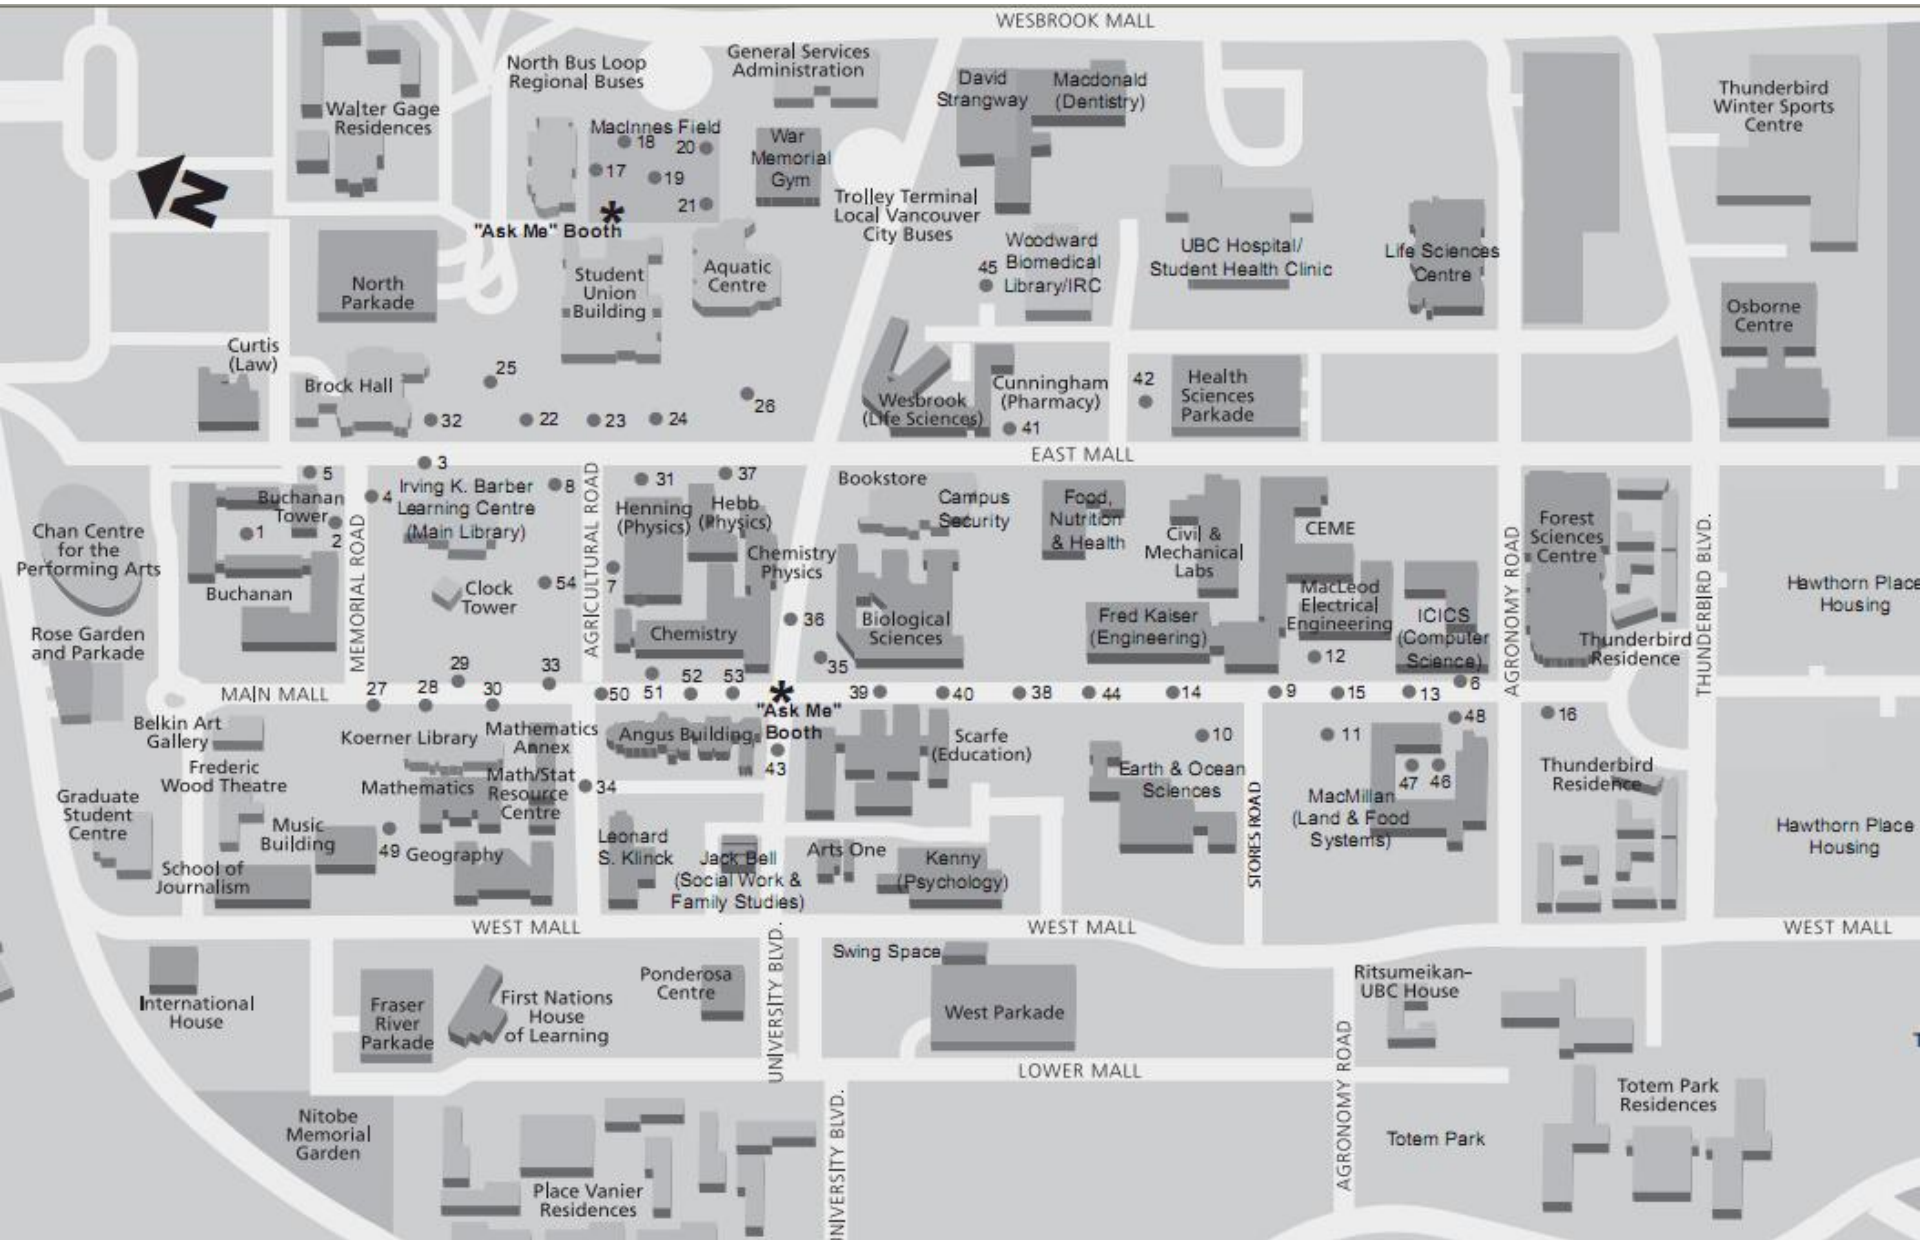 WESBROOK MALL
North Bus Loop
Regional Buses
General Services
Administration
David
Strangway
Macdonald
(Dentistry)
Thunderbird
Winter Sports
Centre
Walter Gage
Residences
MacInnes Field
18
20
17
19
21
War
Memorial
Gym
N
*
"Ask Me" Booth
Trolley Terminal
Local Vancouver
City Buses
Woodward
Biomedical
Library/IRC
45
UBC Hospital/
Student Health Clinic
Life Sciences
Centre
North
Parkade
Student
Union
Building
Aquatic
Centre
Osborne
Centre
Curtis
(Law)
Brock Hall
25
26
32
22
23
24
Wesbrook
(Life Sciences)
Cunningham
(Pharmacy)
41
42
Health
Sciences
Parkade
EAST MALL
5
3
4
8
31
37
Buchanan
Tower
1
2
Irving K. Barber
Learning Centre
(Main Library)
Henning
(Physics)
Hebb
(Physics)
Bookstore
Campus
Security
Food,
Nutrition
& Health
Civil &
Mechanical
Labs
CEME
Forest
Sciences
Centre
Chan Centre
for the
Performing Arts
Buchanan
MEMORIAL ROAD
Clock
Tower
54
7
AGRICULTURAL ROAD
Chemistry
Physics
36
35
Chemistry
Biological
Sciences
Fred Kaiser
(Engineering)
MacLeod
Electrical
Engineering
12
ICICS
(Computer
Science)
6
AGRONOMY ROAD
Thunderbird
Residence
THUNDERBIRD BLVD.
Hawthorn Place
Housing
Rose Garden
and Parkade
MAIN MALL
27
28
29
30
33
50
51
52
53
*
"Ask Me"
Booth
43
39
40
38
44
14
9
15
13
48
16
Belkin Art
Gallery
Koerner Library
Mathematics
Annex
Angus Building
Scarfe
(Education)
10
11
47
46
Frederic
Wood Theatre
Mathematics
Math/Stat
Resource
Centre
34
Earth & Ocean
Sciences
STORES ROAD
MacMillan
(Land & Food
Systems)
Thunderbird
Residence
Hawthorn Place
Housing
Graduate
Student
Centre
Music
Building
49
Geography
Leonard
S. Klinck
Jack Bell
(Social Work &
Family Studies)
Arts One
Kenny
(Psychology)
School of
Journalism
WEST MALL
WEST MALL
WEST MALL
UNIVERSITY BLVD.
Swing Space
International
House
Fraser
River
Parkade
First Nations
House
of Learning
Ponderosa
Centre
West Parkade
Ritsumeikan–
UBC House
LOWER MALL
AGRONOMY ROAD
Nitobe
Memorial
Garden
Place Vanier
Residences
UNIVERSITY BLVD.
Totem Park
Totem Park
Residences